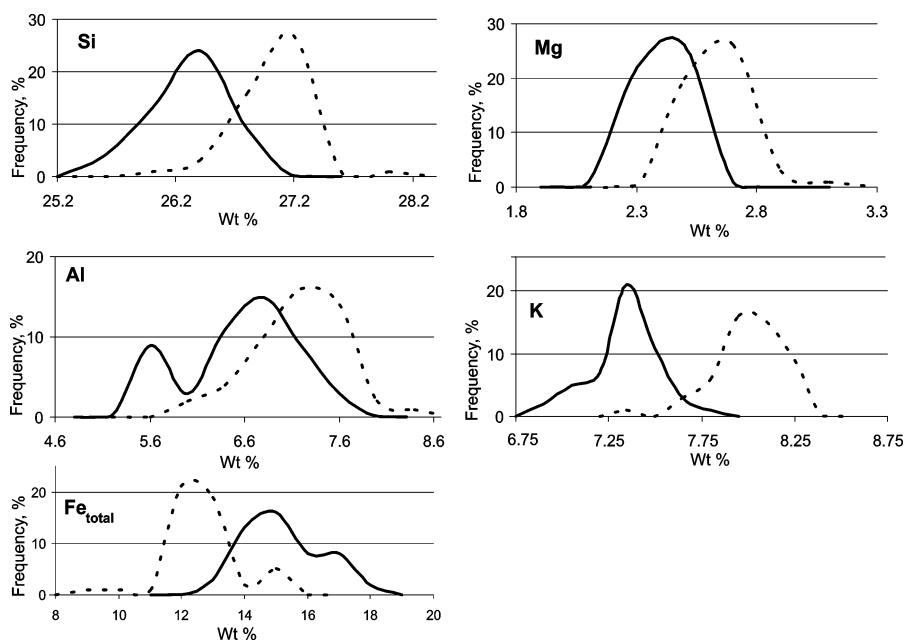 Si
Frequency, %
30
20
10
0
25.2 26.2 27.2 28.2
Wt %
Mg
Frequency, %
30
20
10
0
1.8 2.3 2.8 3.3
Wt %
Al
Frequency, %
20
10
0
4.6 5.6 6.6 7.6 8.6
Wt %
K
Frequency, %
20
10
0
6.75 7.25 7.75 8.25 8.75
Wt %
Fe total
Frequency, %
20
10
0
8 10 12 14 16 18 20
Wt %